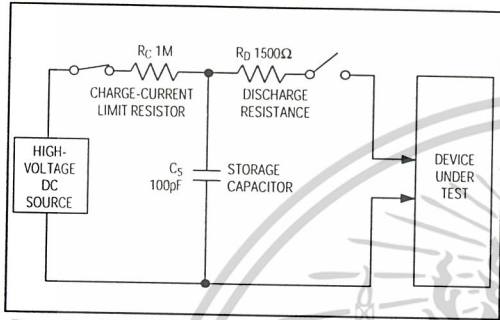 R_C 1M
CHARGE-CURRENT
LIMIT RESISTOR
R_D 1500Ω
DISCHARGE
RESISTANCE
HIGH-
VOLTAGE
DC
SOURCE
C_S
100pF
STORAGE
CAPACITOR
DEVICE
UNDER
TEST